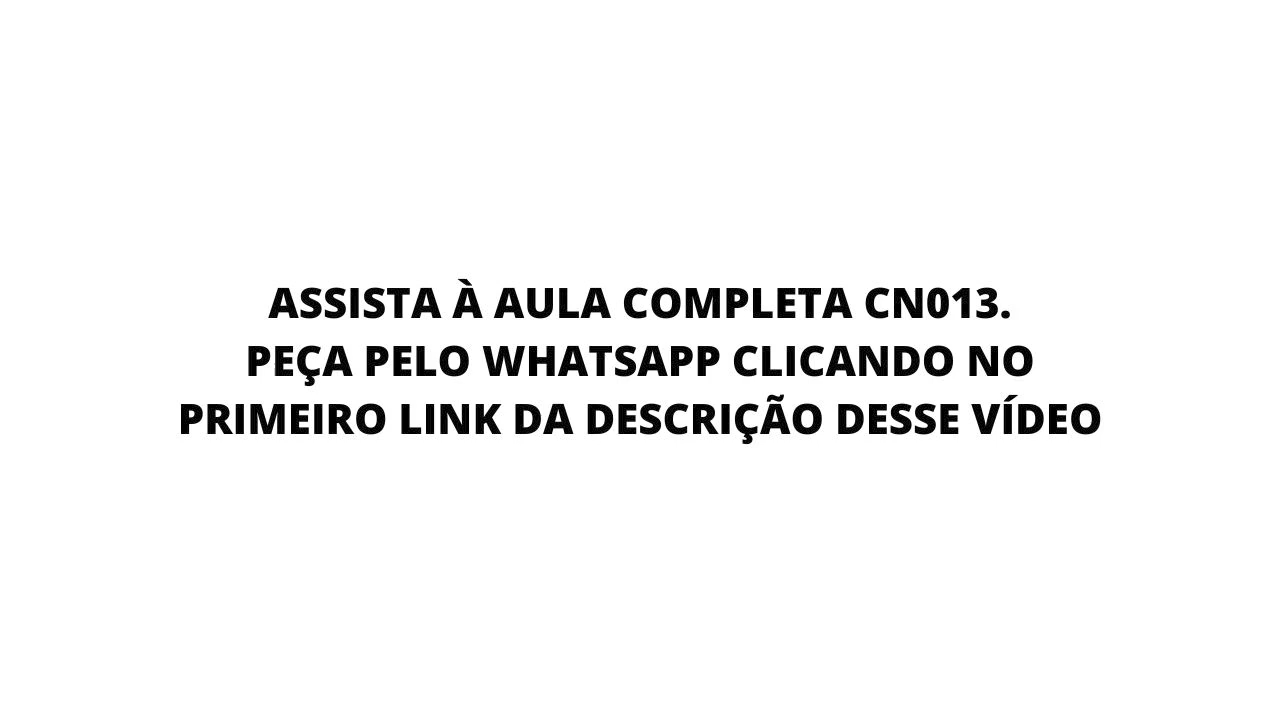 ASSISTA À AULA COMPLETA CN013.
PEÇA PELO WHATSAPP CLICANDO NO
PRIMEIRO LINK DA DESCRIÇÃO DESSE VÍDEO